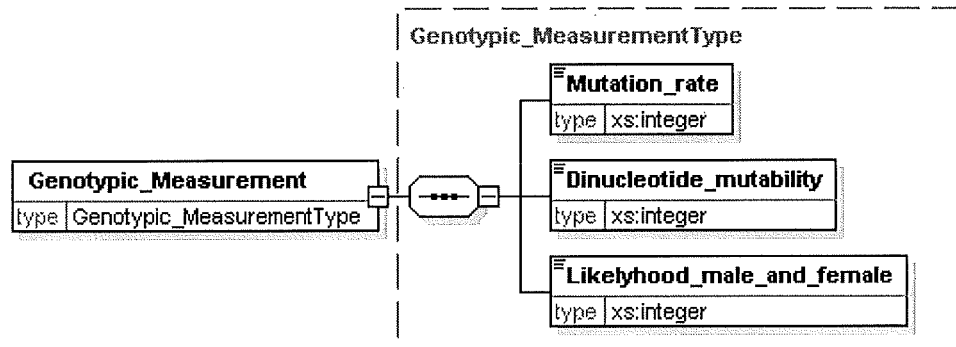 Genotypic_MeasurementType
Mutation_rate
type xs:integer
Genotypic_Measurement
type Genotypic_MeasurementType
Dinucleotide_mutability
type xs:integer
Likelyhood_male_and_female
type xs:integer